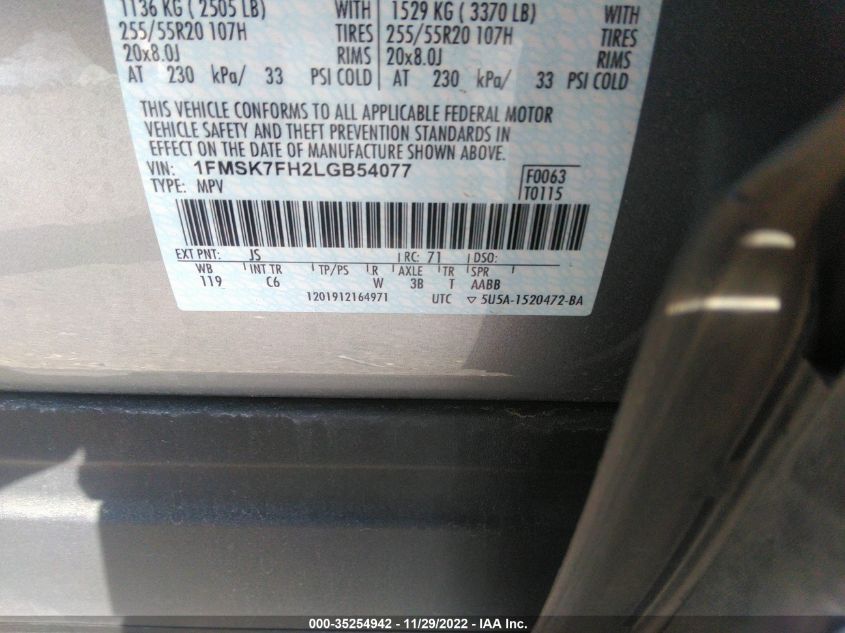 1136 KG ( 2505 LB) WITH 1529 KG ( 3370 LB) WITH
255/55R20 107H TIRES 255/55R20 107H TIRES
20x8.0J RIMS 20x8.0J RIMS
AT 230 kPa/ 33 PSI COLD AT 230 kPa/ 33 PSI COLD
THIS VEHICLE CONFORMS TO ALL APPLICABLE FEDERAL MOTOR
VEHICLE SAFETY AND THEFT PREVENTION STANDARDS IN
EFFECT ON THE DATE OF MANUFACTURE SHOWN ABOVE.
VIN: 1FMSK7FH2LGB54077 F0063
TYPE: MPV T0115
EXT PNT: JS RC: 71 DSO:
WB INT TR TP/PS R AXLE TR SPR
119 C6 W 3B T AABB
1201912164971 UTC ▽ 5U5A-1520472-BA
000-35254942 - 11/29/2022 - IAA Inc.